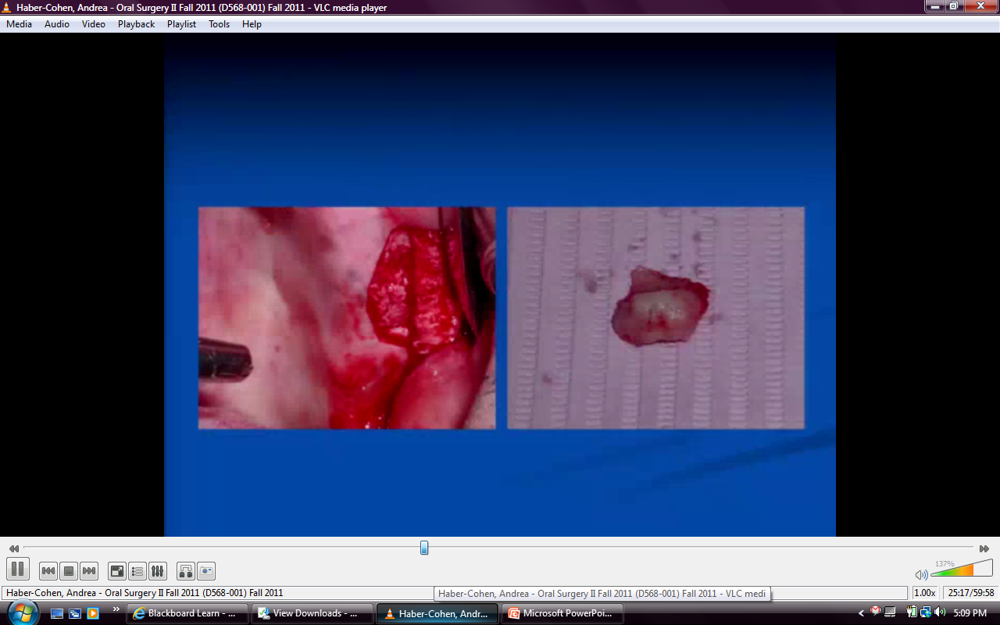 Haber-Cohen, Andrea - Oral Surgery II Fall 2011 (D568-001) Fall 2011 - VLC media player
Media Audio Video Playback Playlist Tools Help
137%
Haber-Cohen, Andrea - Oral Surgery II Fall 2011 (D568-001) Fall 2011
Haber-Cohen, Andrea - Oral Surgery II Fall 2011 (D568-001) Fall 2011 - VLC medi
1.00x
25:17/59:58
Blackboard Learn - ...
View Downloads - ...
Haber-Cohen, Andr...
Microsoft PowerPoi...
5:09 PM